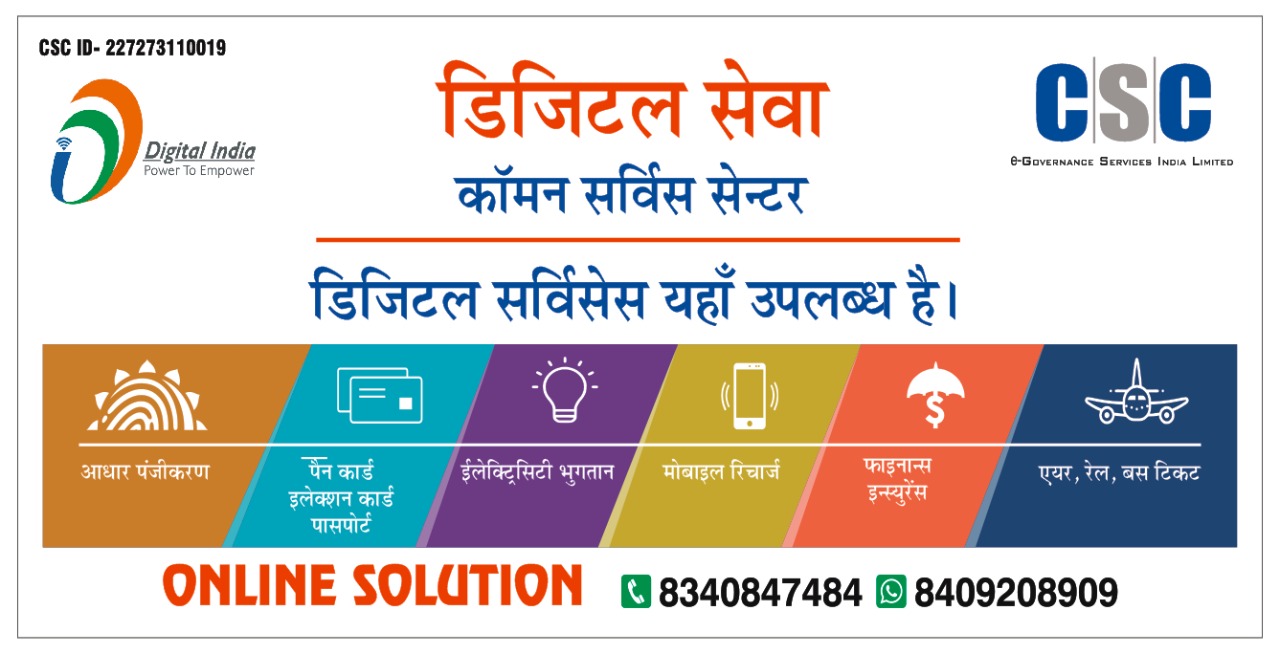 CSC ID- 227273110019
Digital India
Power To Empower
डिजिटल सेवा
कॉमन सर्विस सेन्टर
CSC
e-Governance Services India Limited
डिजिटल सर्विसेस यहाँ उपलब्ध है।
आधार पंजीकरण
पैन कार्ड
इलेक्शन कार्ड
पासपोर्ट
ईलेक्ट्रिसिटी भुगतान
मोबाइल रिचार्ज
फाइनान्स
इन्स्युरेंस
एयर, रेल, बस टिकट
ONLINE SOLUTION
8340847484
8409208909